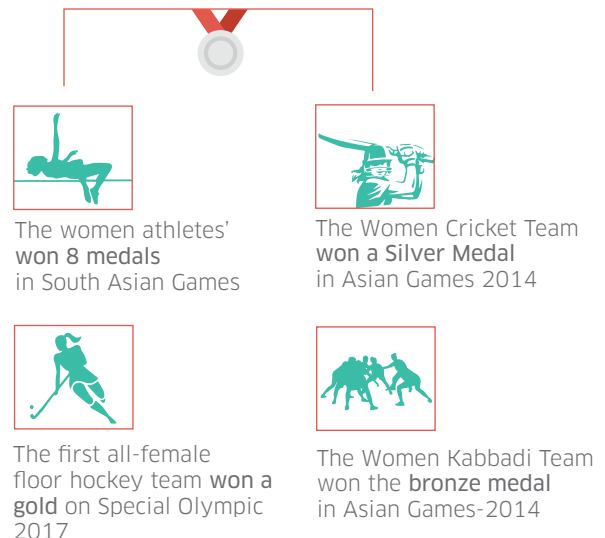 The women athletes'
won 8 medals
in South Asian Games
The Women Cricket Team
won a Silver Medal
in Asian Games 2014
The first all-female
floor hockey team won a
gold on Special Olympic
2017
The Women Kabbadi Team
won the bronze medal
in Asian Games-2014